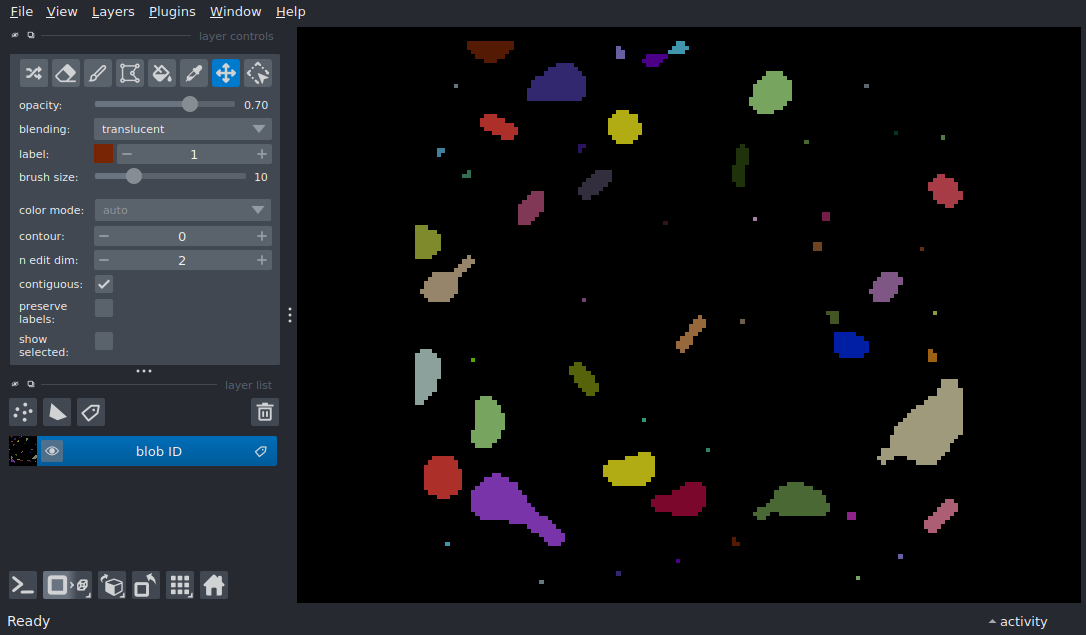 File View Layers Plugins Window Help
layer controls
opacity: 0.70
blending: translucent
label: 1
brush size: 10
color mode: auto
contour: 0
n edit dim: 2
contiguous:
preserve
labels:
show
selected:
layer list
blob ID
Ready
activity